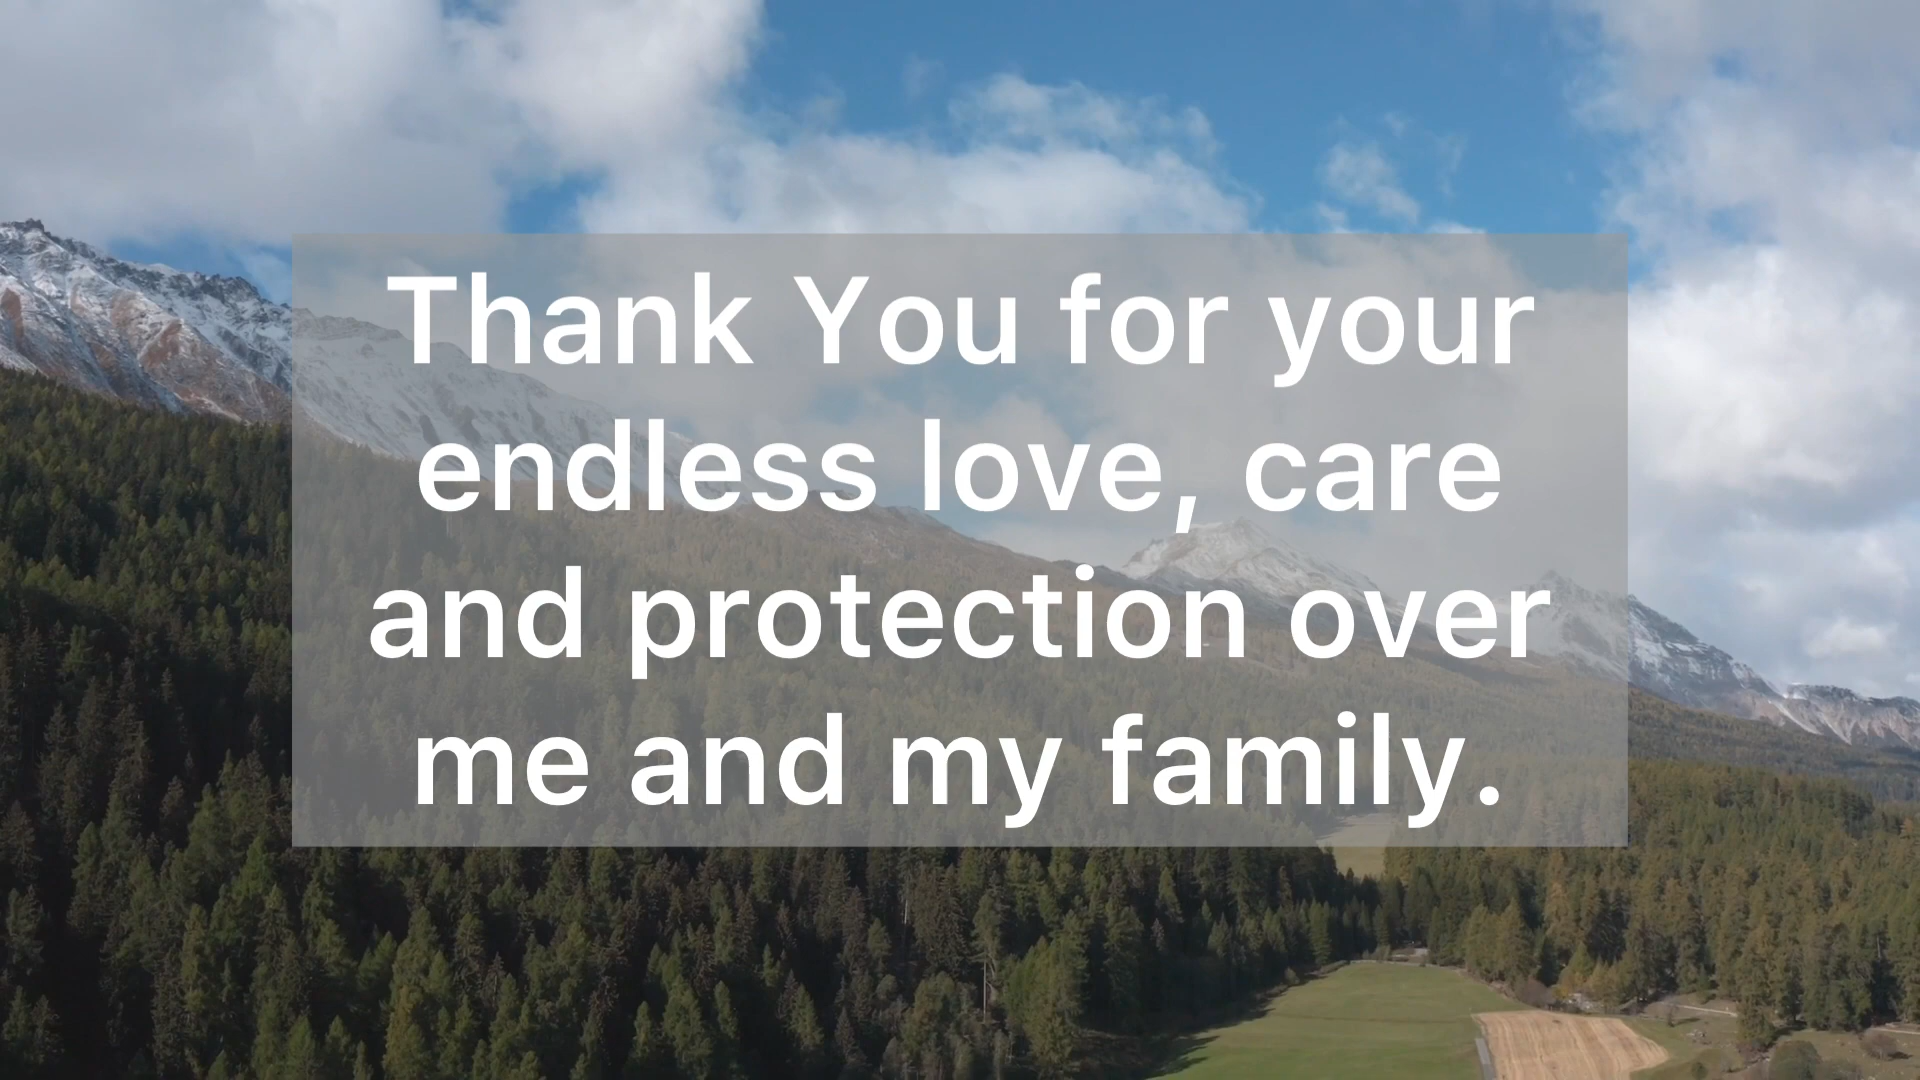 Thank You for your
endless love, care
and protection over
me and my family.